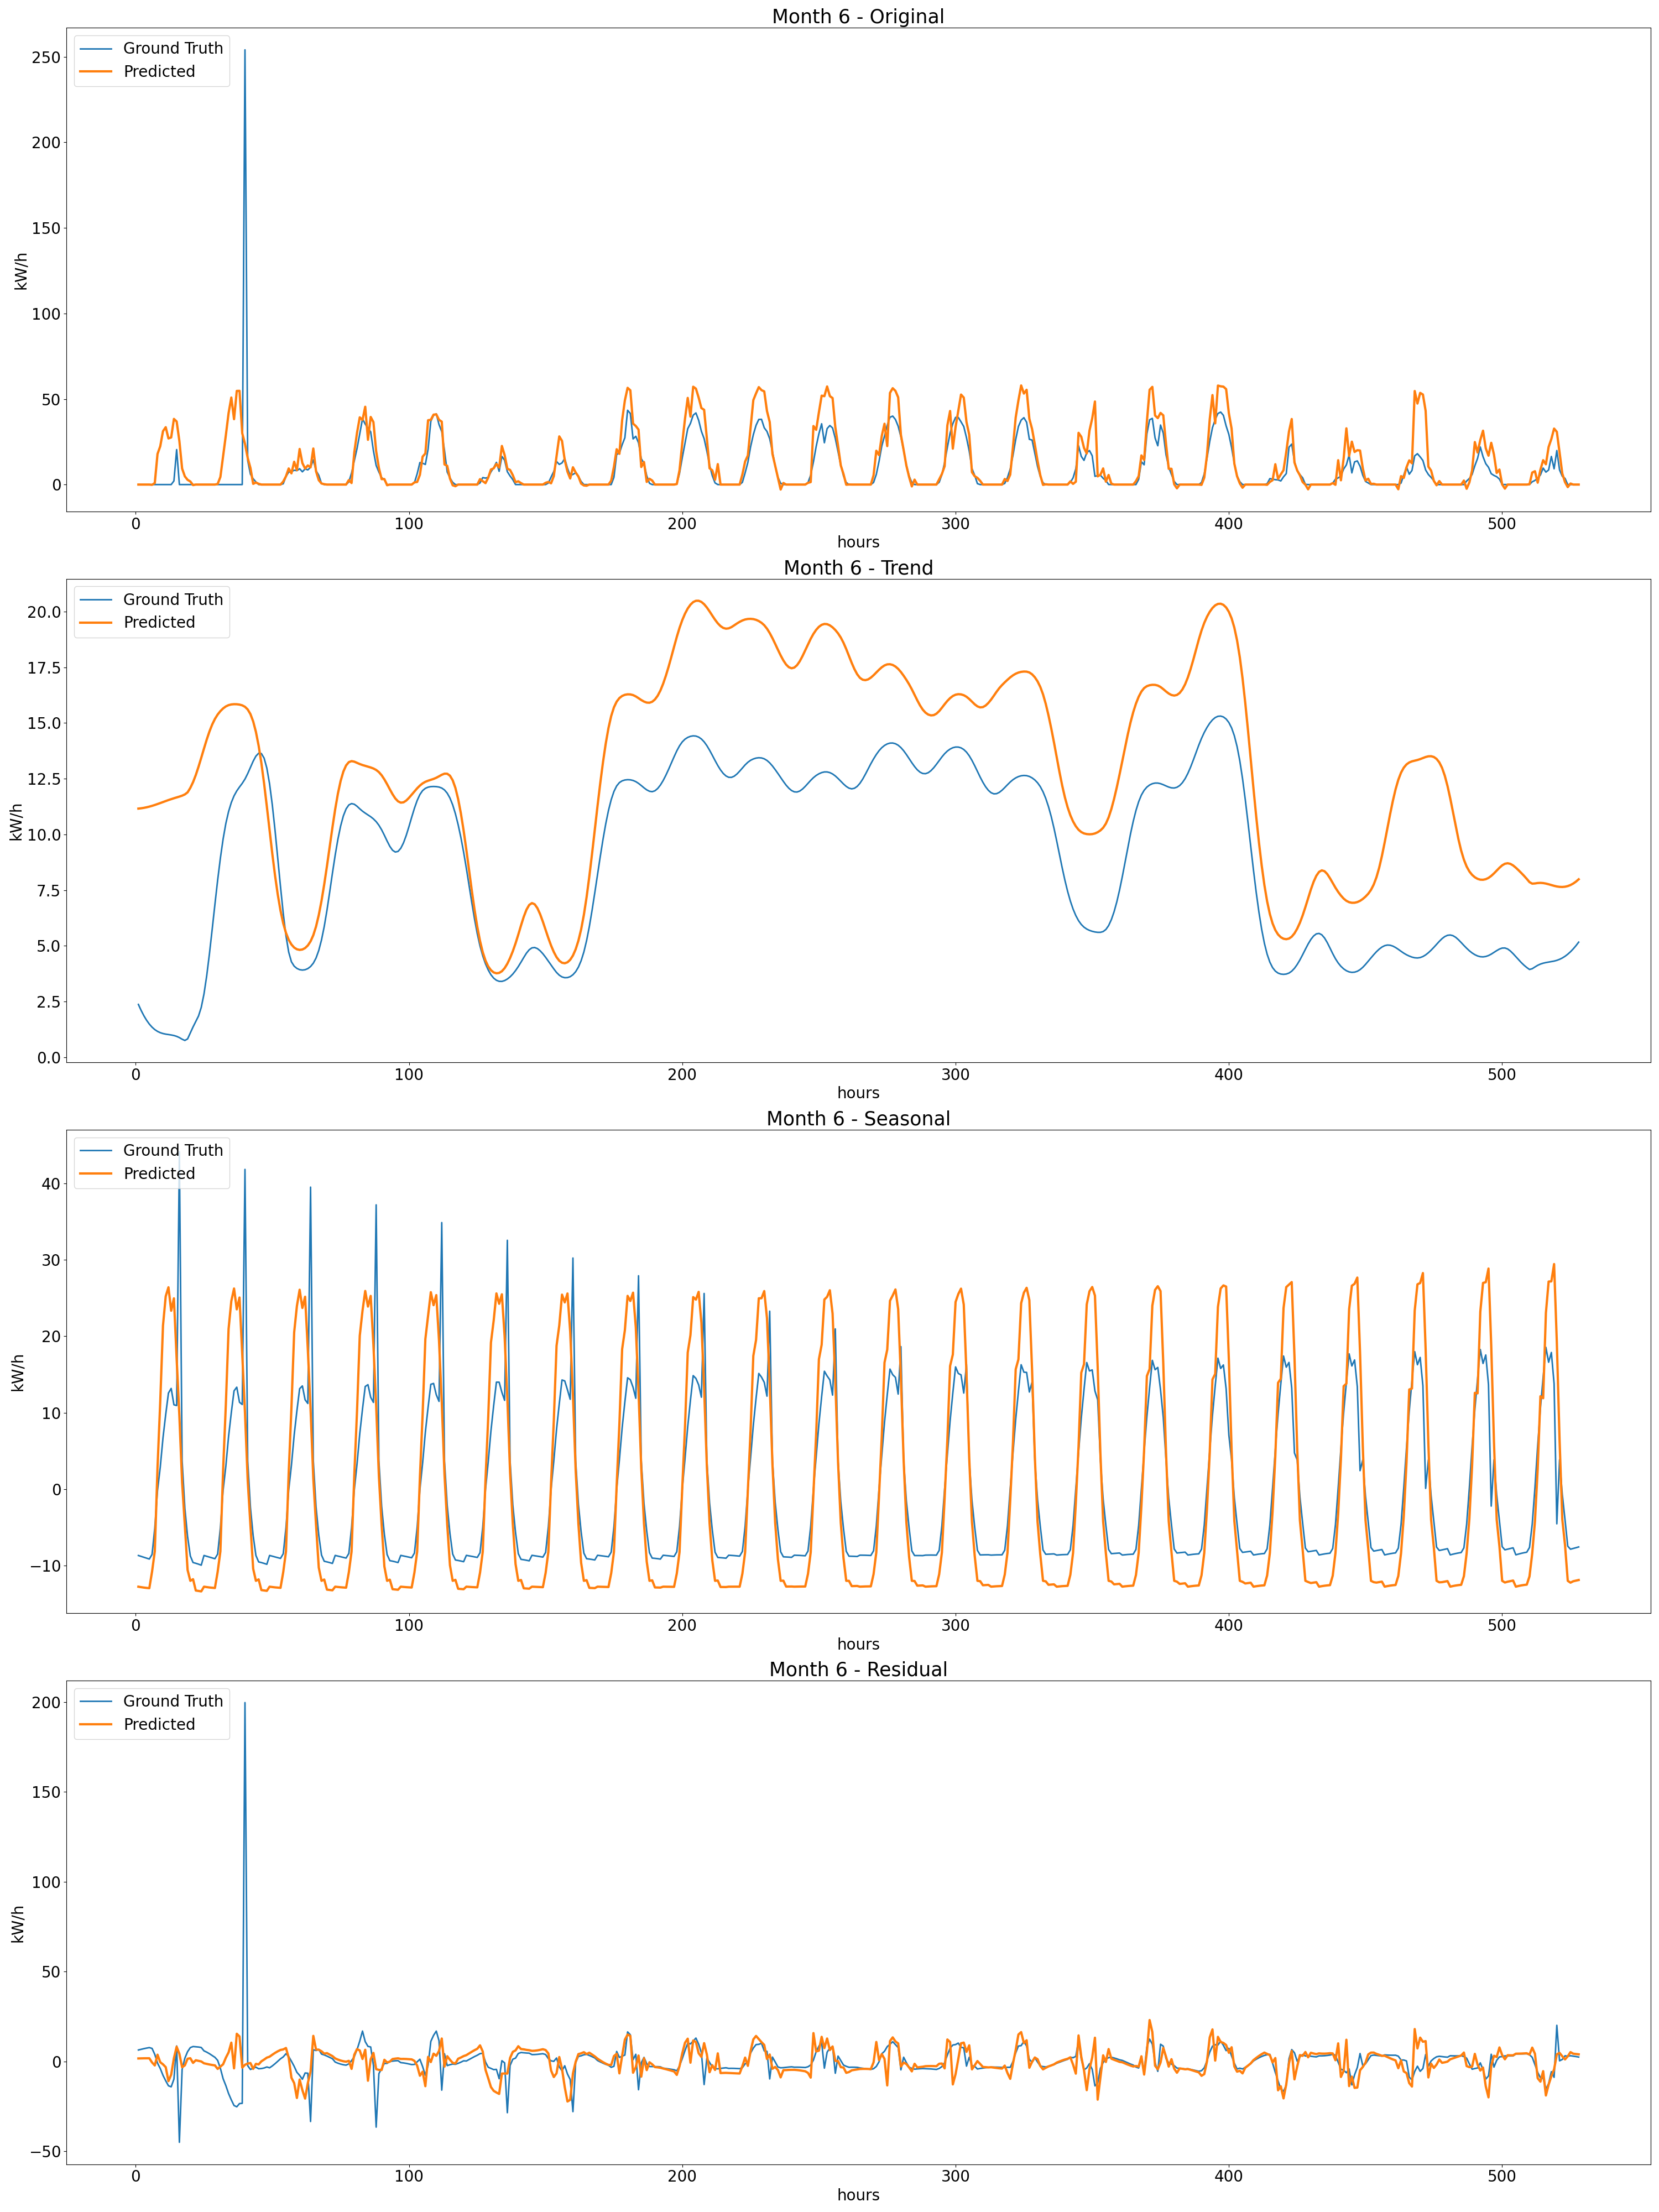 Month 6 - Original
Ground Truth
Predicted
250
200
150
100
50
0
kW/h
0 100 200 300 400 500
hours
Month 6 - Trend
Ground Truth
Predicted
20.0
17.5
15.0
12.5
10.0
7.5
5.0
2.5
0.0
kW/h
0 100 200 300 400 500
hours
Month 6 - Seasonal
Ground Truth
Predicted
40
30
20
10
0
−10
kW/h
0 100 200 300 400 500
hours
Month 6 - Residual
Ground Truth
Predicted
200
150
100
50
0
−50
kW/h
0 100 200 300 400 500
hours